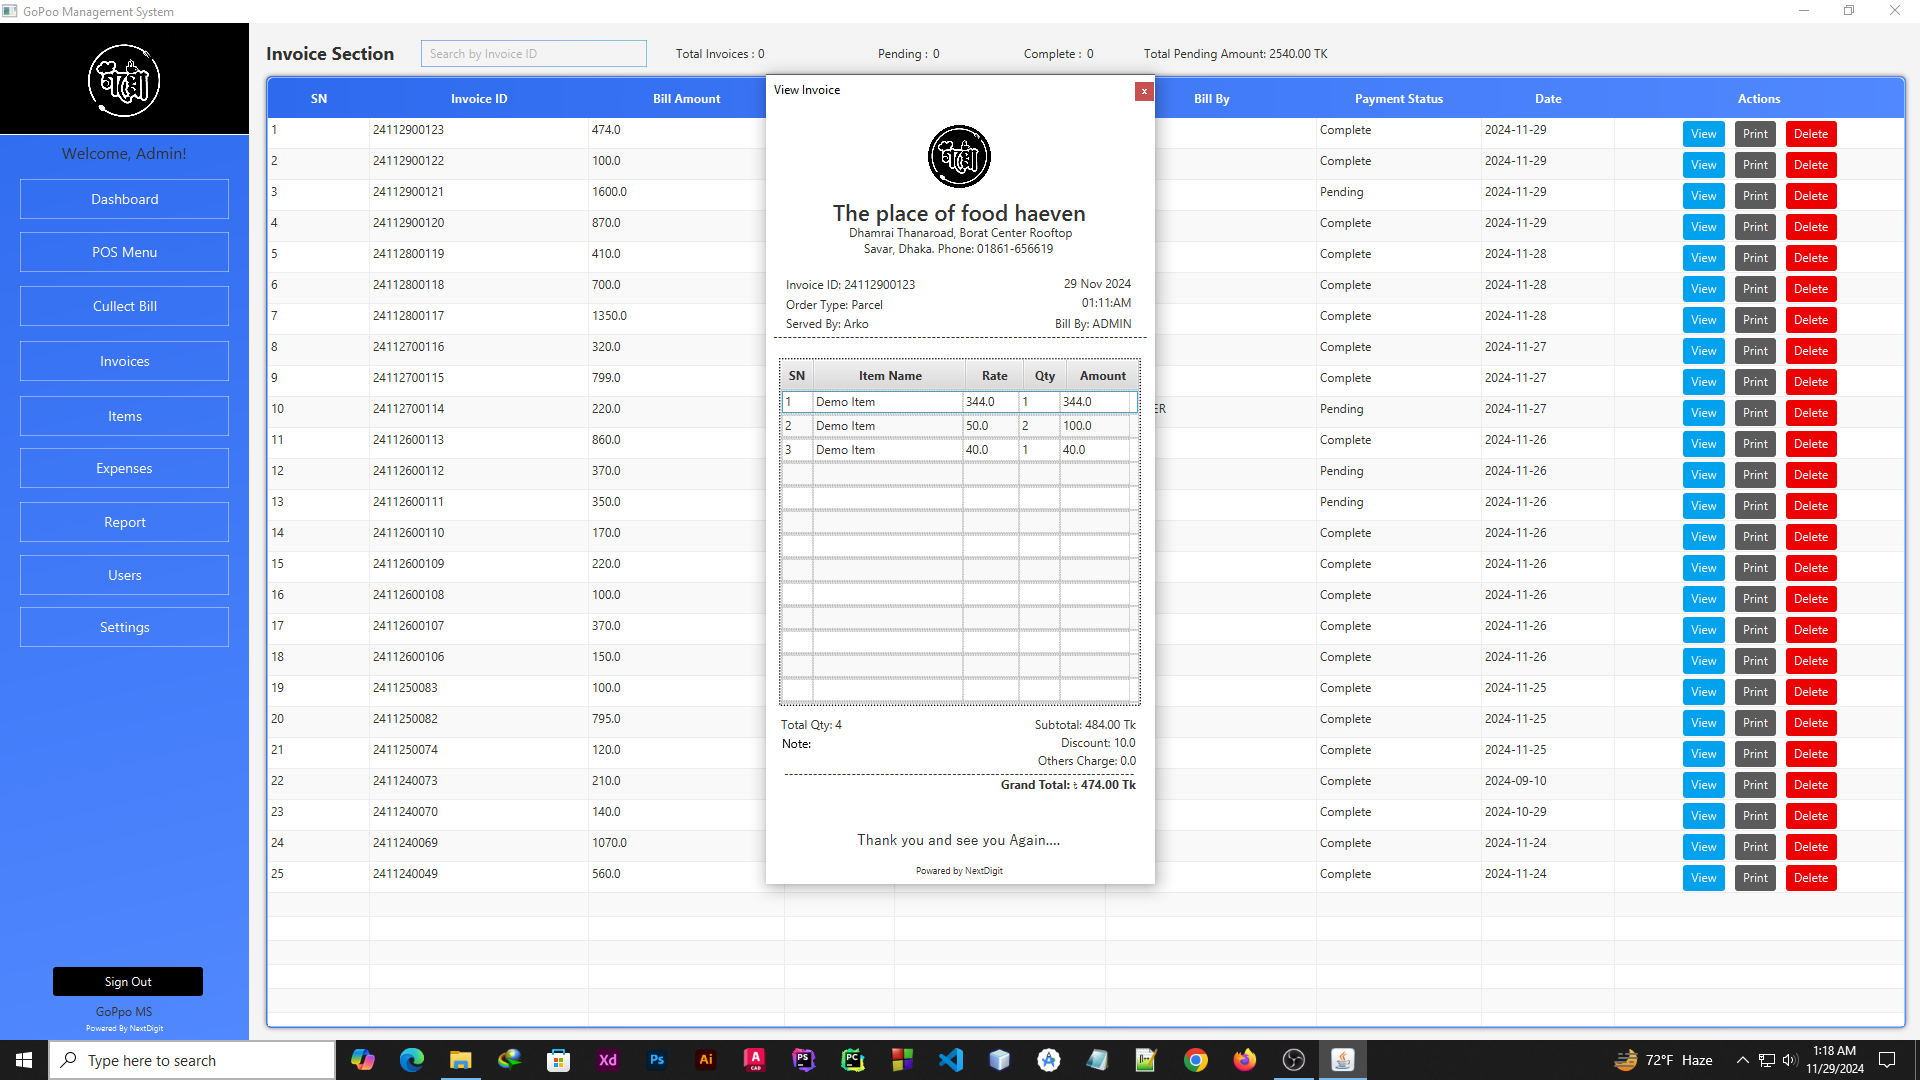 GoPoo Management System
গপ্পো
Welcome, Admin!
Dashboard
POS Menu
Cullect Bill
Invoices
Items
Expenses
Report
Users
Settings
Sign Out
GoPpo MS
Powered By NextDigit
Invoice Section
Search by Invoice ID
Total Invoices : 0
Pending : 0
Complete : 0
Total Pending Amount: 2540.00 TK
SN Invoice ID Bill Amount Bill By Payment Status Date Actions
1 24112900123 474.0 Complete 2024-11-29 View Print Delete
2 24112900122 100.0 Complete 2024-11-29 View Print Delete
3 24112900121 1600.0 Pending 2024-11-29 View Print Delete
4 24112900120 870.0 Complete 2024-11-29 View Print Delete
5 24112800119 410.0 Complete 2024-11-28 View Print Delete
6 24112800118 700.0 Complete 2024-11-28 View Print Delete
7 24112800117 1350.0 Complete 2024-11-28 View Print Delete
8 24112700116 320.0 Complete 2024-11-27 View Print Delete
9 24112700115 799.0 Complete 2024-11-27 View Print Delete
10 24112700114 220.0 ER Pending 2024-11-27 View Print Delete
11 24112600113 860.0 Complete 2024-11-26 View Print Delete
12 24112600112 370.0 Pending 2024-11-26 View Print Delete
13 24112600111 350.0 Pending 2024-11-26 View Print Delete
14 24112600110 170.0 Complete 2024-11-26 View Print Delete
15 24112600109 220.0 Complete 2024-11-26 View Print Delete
16 24112600108 100.0 Complete 2024-11-26 View Print Delete
17 24112600107 370.0 Complete 2024-11-26 View Print Delete
18 24112600106 150.0 Complete 2024-11-26 View Print Delete
19 2411250083 100.0 Complete 2024-11-25 View Print Delete
20 2411250082 795.0 Complete 2024-11-25 View Print Delete
21 2411250074 120.0 Complete 2024-11-25 View Print Delete
22 2411240073 210.0 Complete 2024-09-10 View Print Delete
23 2411240070 140.0 Complete 2024-10-29 View Print Delete
24 2411240069 1070.0 Complete 2024-11-24 View Print Delete
25 2411240049 560.0 Complete 2024-11-24 View Print Delete
View Invoice
x
গপ্পো
The place of food haeven
Dhamrai Thanaroad, Borat Center Rooftop
Savar, Dhaka. Phone: 01861-656619
Invoice ID: 24112900123 29 Nov 2024
Order Type: Parcel 01:11:AM
Served By: Arko Bill By: ADMIN
SN Item Name Rate Qty Amount
1 Demo Item 344.0 1 344.0
2 Demo Item 50.0 2 100.0
3 Demo Item 40.0 1 40.0
Total Qty: 4 Subtotal: 484.00 Tk
Note: Discount: 10.0
Others Charge: 0.0
Grand Total: ৳ 474.00 Tk
Thank you and see you Again....
Powered by NextDigit
Type here to search
Xd
Ps
Ai
A
CAD
PS
PC
72°F Haze
1:18 AM
11/29/2024